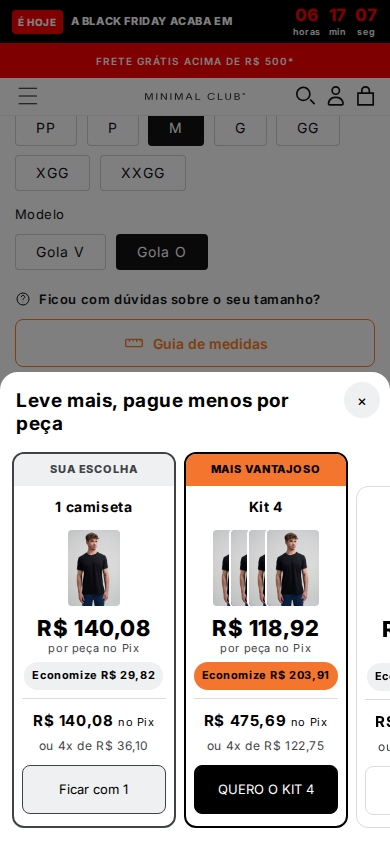 É HOJE
A BLACK FRIDAY ACABA EM
06 17 07
horas min seg
FRETE GRÁTIS ACIMA DE R$ 500*
MINIMAL CLUB
PP P M G GG
XGG XXGG
Modelo
Gola V Gola O
Ficou com dúvidas sobre o seu tamanho?
Guia de medidas
Leve mais, pague menos por
peça
×
SUA ESCOLHA
1 camiseta
R$ 140,08
por peça no Pix
Economize R$ 29,82
R$ 140,08 no Pix
ou 4x de R$ 36,10
Ficar com 1
MAIS VANTAJOSO
Kit 4
R$ 118,92
por peça no Pix
Economize R$ 203,91
R$ 475,69 no Pix
ou 4x de R$ 122,75
QUERO O KIT 4